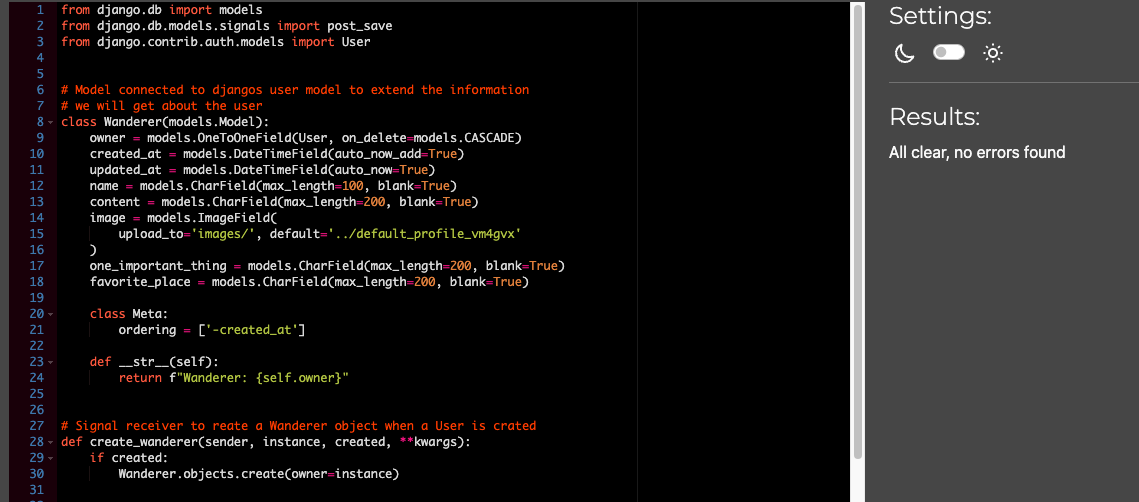 1 from django.db import models
2 from django.db.models.signals import post_save
3 from django.contrib.auth.models import User
4
5
6 # Model connected to djangos user model to extend the information
7 # we will get about the user
8 class Wanderer(models.Model):
9     owner = models.OneToOneField(User, on_delete=models.CASCADE)
10     created_at = models.DateTimeField(auto_now_add=True)
11     updated_at = models.DateTimeField(auto_now=True)
12     name = models.CharField(max_length=100, blank=True)
13     content = models.CharField(max_length=200, blank=True)
14     image = models.ImageField(
15         upload_to='images/', default='../default_profile_vm4gvx'
16     )
17     one_important_thing = models.CharField(max_length=200, blank=True)
18     favorite_place = models.CharField(max_length=200, blank=True)
19
20     class Meta:
21         ordering = ['-created_at']
22
23     def __str__(self):
24         return f"Wanderer: {self.owner}"
25
26
27 # Signal receiver to reate a Wanderer object when a User is crated
28 def create_wanderer(sender, instance, created, **kwargs):
29     if created:
30         Wanderer.objects.create(owner=instance)
31
Settings:
Results:
All clear, no errors found